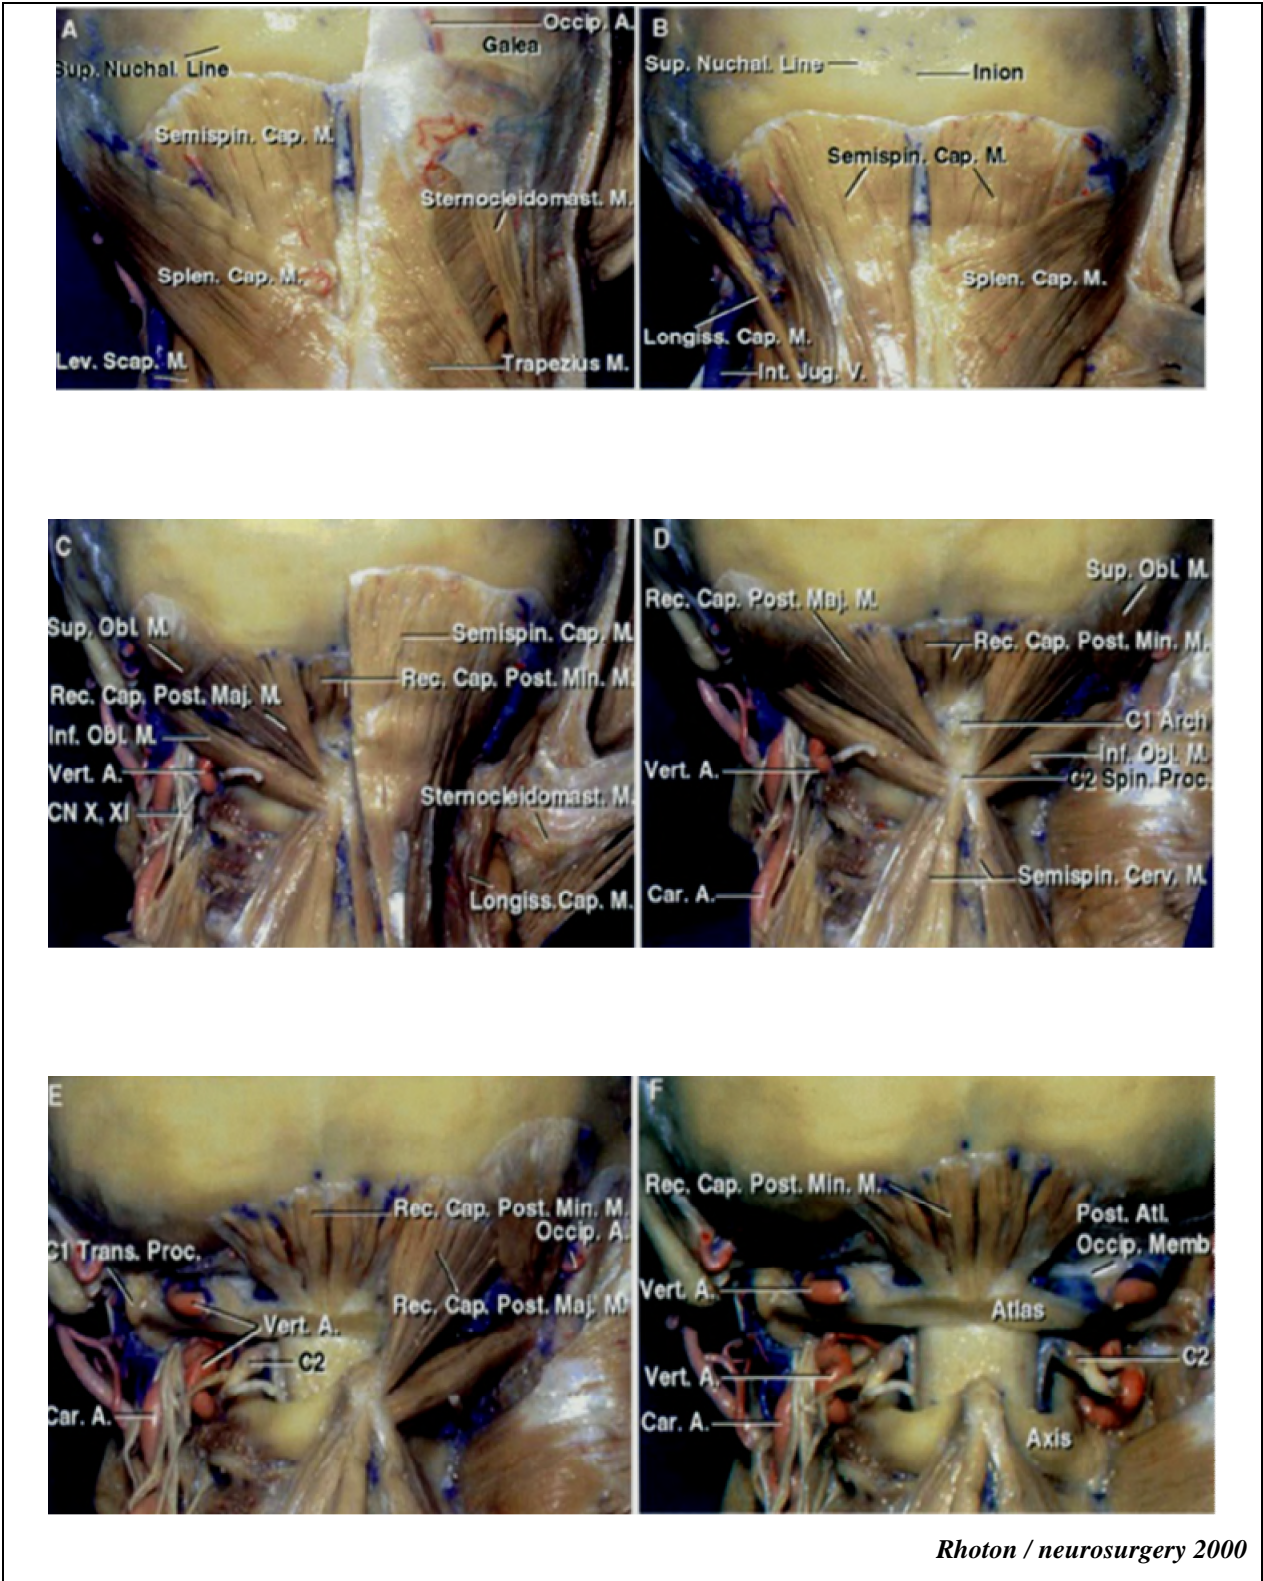 A
Occip. A.
Galea
Sup. Nuchal. Line
Semispin. Cap. M.
Sternocleidomast. M.
Splen. Cap. M.
Lev. Scap. M.
Trapezius M.
B
Sup. Nuchal. Line
Inion
Semispin. Cap. M.
Splen. Cap. M.
Longiss. Cap. M.
Int. Jug. V.
C
Sup. Obl. M.
Semispin. Cap. M.
Rec. Cap. Post. Min. M.
Rec. Cap. Post. Maj. M.
Inf. Obl. M.
Vert. A.
Sternocleidomast. M.
CN X, XI
Longiss.Cap. M.
D
Sup. Obl. M.
Rec. Cap. Post. Maj. M.
Rec. Cap. Post. Min. M.
C1 Arch
Inf. Obl. M.
Vert. A.
C2 Spin. Proc.
Semispin. Cerv. M.
Car. A.
E
Rec. Cap. Post. Min. M.
Occip. A.
C1 Trans. Proc.
Rec. Cap. Post. Maj. M.
Vert. A.
C2
Car. A.
F
Rec. Cap. Post. Min. M.
Post. Atl.
Occip. Memb.
Vert. A.
Atlas
C2
Vert. A.
Car. A.
Axis
Rhoton / neurosurgery 2000